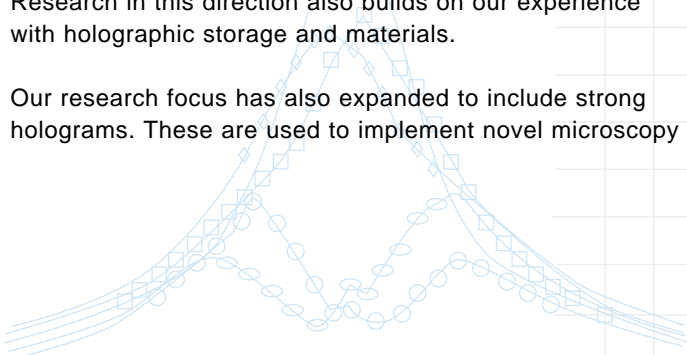 Research in this direction also builds on our experience
with holographic storage and materials.
Our research focus has also expanded to include strong
holograms. These are used to implement novel microscopy